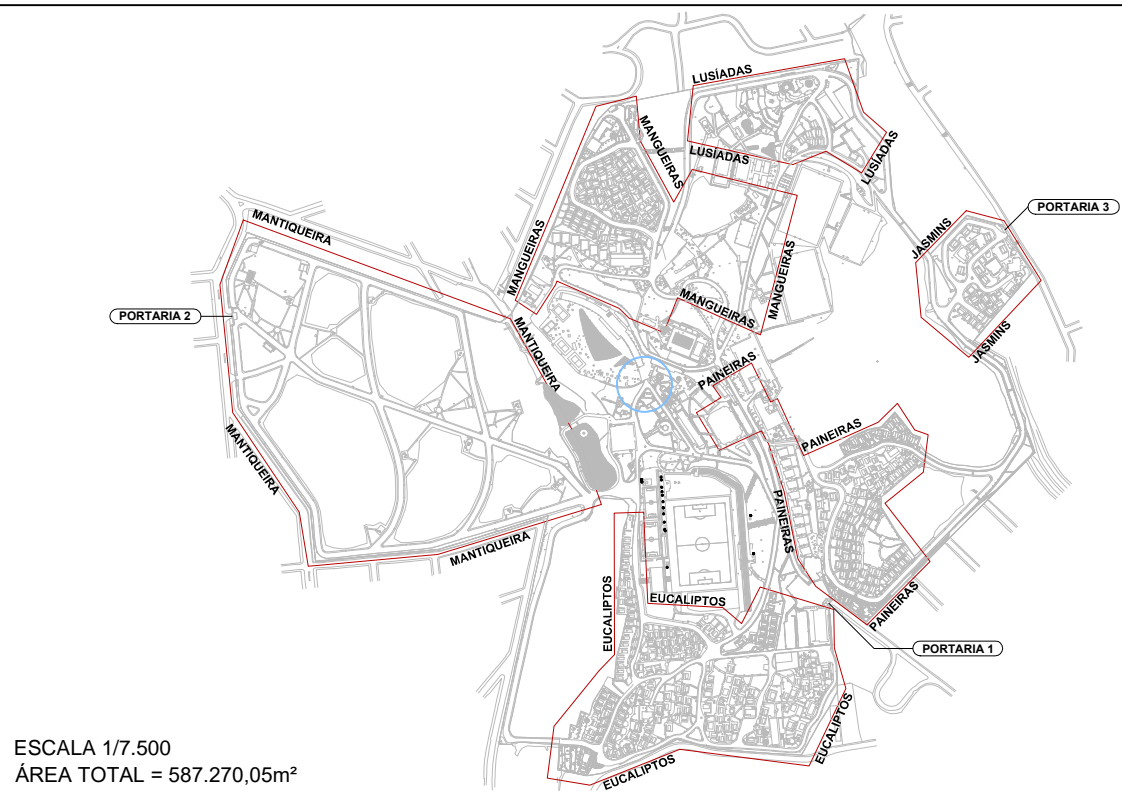 LUSÍADAS
MANGUEIRAS
LUSÍADAS
LUSÍADAS
PORTARIA 3
MANTIQUEIRA
JASMINS
MANGUEIRAS
MANGUEIRAS
MANGUEIRAS
PORTARIA 2
MANTIQUEIRA
JASMINS
PAINEIRAS
PAINEIRAS
MANTIQUEIRA
PAINEIRAS
MANTIQUEIRA
EUCALIPTOS
EUCALIPTOS
PAINEIRAS
PORTARIA 1
EUCALIPTOS
EUCALIPTOS
ESCALA 1/7.500
ÁREA TOTAL = 587.270,05m²